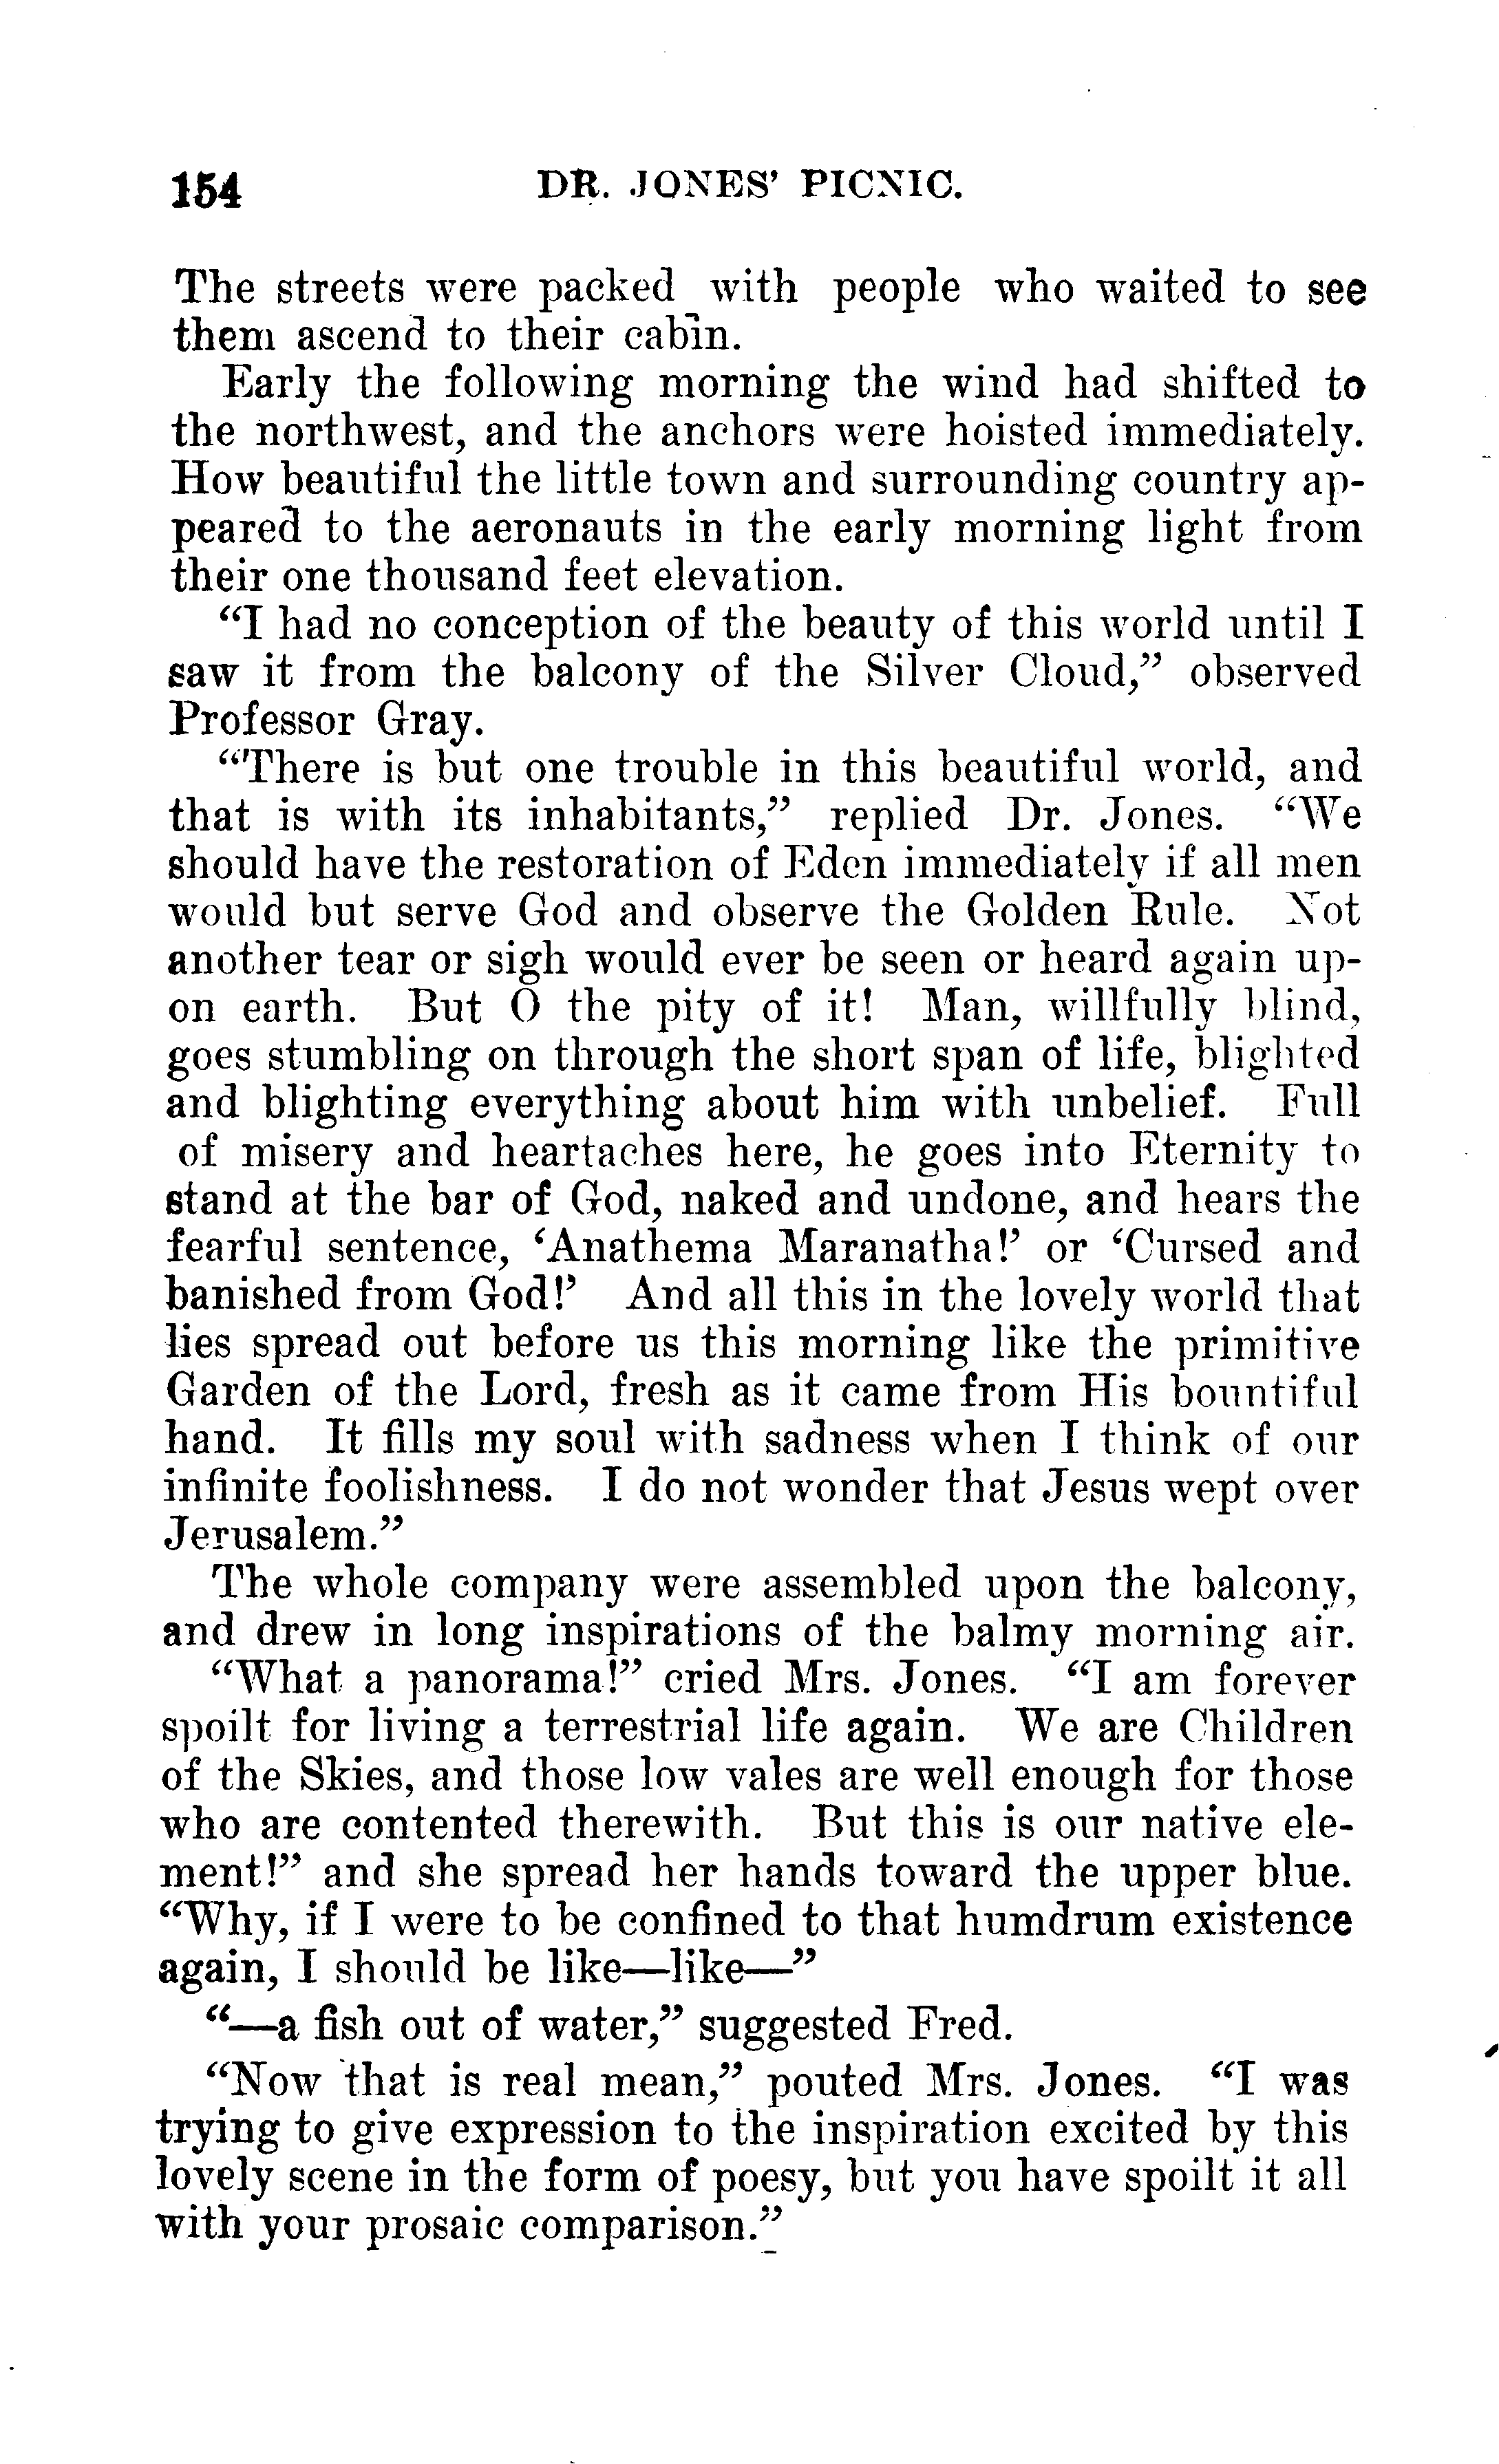 154 DR. JONES' PICNIC.
The streets were packed with people who waited to see
them ascend to their cabin.
Early the following morning the wind had shifted to
the northwest, and the anchors were hoisted immediately.
How beautiful the little town and surrounding country ap-
peared to the aeronauts in the early morning light from
their one thousand feet elevation.
"I had no conception of the beauty of this world until I
saw it from the balcony of the Silver Cloud," observed
Professor Gray.
"There is but one trouble in this beautiful world, and
that is with its inhabitants," replied Dr. Jones. "We
should have the restoration of Eden immediately if all men
would but serve God and observe the Golden Rule. Not
another tear or sigh would ever be seen or heard again up-
on earth. But O the pity of it! Man, willfully blind,
goes stumbling on through the short span of life, blighted
and blighting everything about him with unbelief. Full
of misery and heartaches here, he goes into Eternity to
stand at the bar of God, naked and undone, and hears the
fearful sentence, 'Anathema Maranatha!' or 'Cursed and
banished from God!' And all this in the lovely world that
lies spread out before us this morning like the primitive
Garden of the Lord, fresh as it came from His bountiful
hand. It fills my soul with sadness when I think of our
infinite foolishness. I do not wonder that Jesus wept over
Jerusalem."
The whole company were assembled upon the balcony,
and drew in long inspirations of the balmy morning air.
"What a panorama!" cried Mrs. Jones. "I am forever
spoilt for living a terrestrial life again. We are Children
of the Skies, and those low vales are well enough for those
who are contented therewith. But this is our native ele-
ment!" and she spread her hands toward the upper blue.
"Why, if I were to be confined to that humdrum existence
again, I should be like—like—"
"—a fish out of water," suggested Fred.
"Now that is real mean," pouted Mrs. Jones. "I was
trying to give expression to the inspiration excited by this
lovely scene in the form of poesy, but you have spoilt it all
with your prosaic comparison."